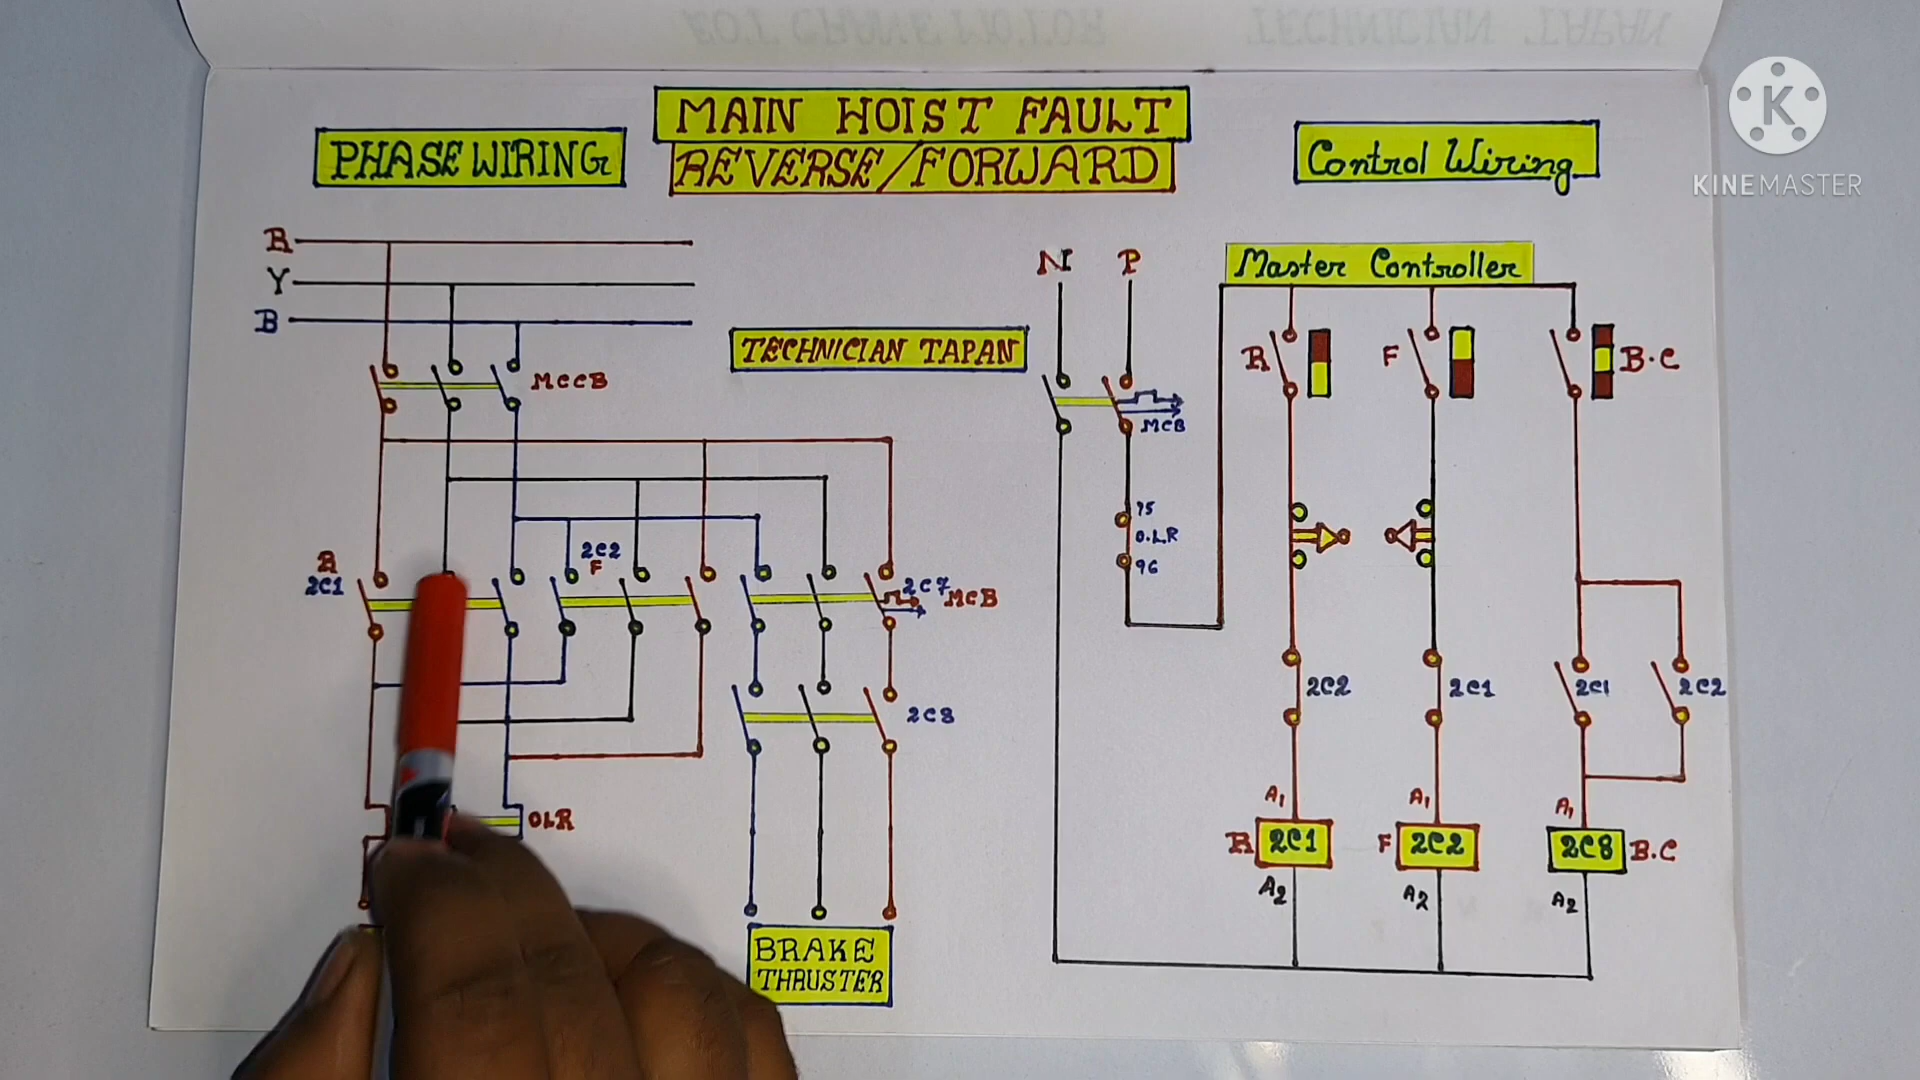 MAIN HOIST FAULT
REVERSE/FORWARD
PHASE WIRING
Control Wiring
KINEMASTER
K
R
Y
B
MCCB
TECHNICIAN TAPAN
N P
Master Controller
R
F
B.C
MCB
95
O.L.R
96
R
2C1
2C2
F
2C7
MCB
2C8
OLR
BRAKE
THRUSTER
2C2
2C1
2C1
2C2
A1
A1
A1
R 2C1
F 2C2
2C8 B.C
A2
A2
A2